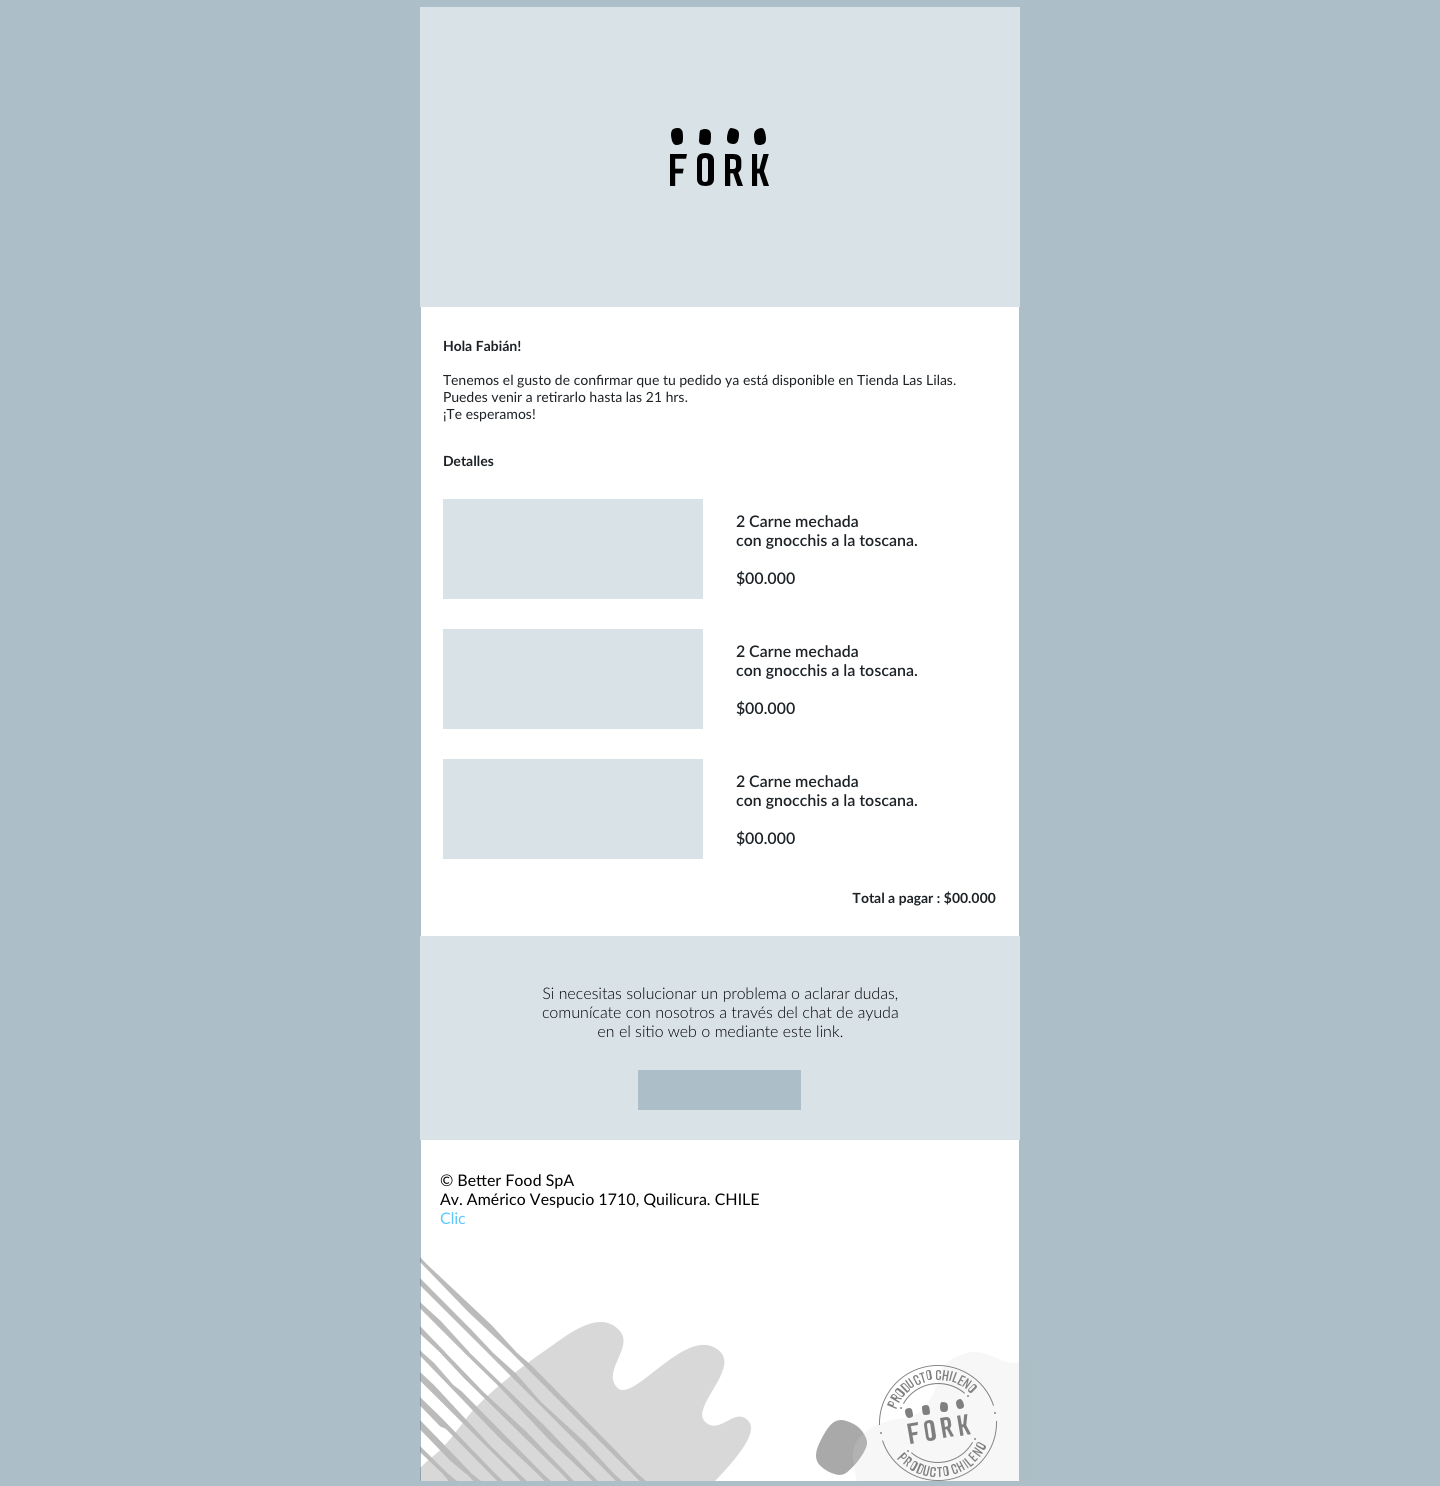 FORK
Hola Fabián!
Tenemos el gusto de confirmar que tu pedido ya está disponible en Tienda Las Lilas.
Puedes venir a retirarlo hasta las 21 hrs.
¡Te esperamos!
Detalles
2 Carne mechada
con gnocchis a la toscana.
$00.000
2 Carne mechada
con gnocchis a la toscana.
$00.000
2 Carne mechada
con gnocchis a la toscana.
$00.000
Total a pagar : $00.000
Si necesitas solucionar un problema o aclarar dudas,
comunícate con nosotros a través del chat de ayuda
en el sitio web o mediante este link.
© Better Food SpA
Av. Américo Vespucio 1710, Quilicura. CHILE
Clic
PRODUCTO CHILENO
FORK
PRODUCTO CHILENO